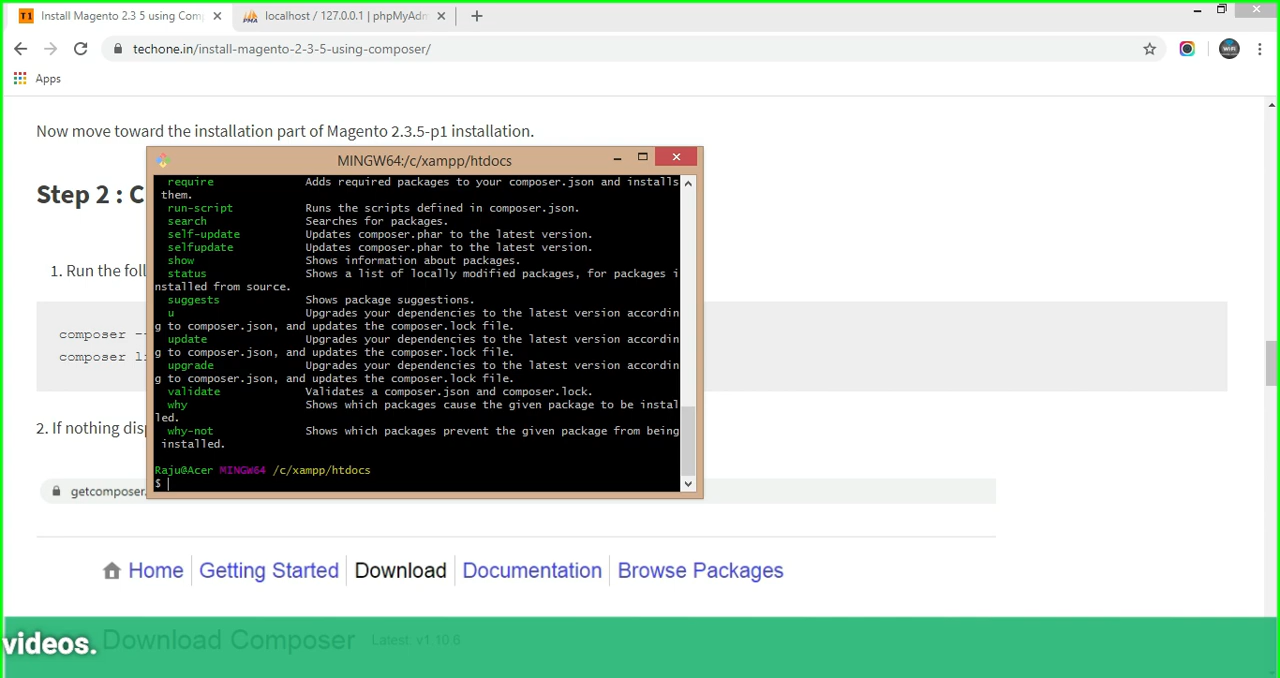 Install Magento 2.3 5 using Com
localhost / 127.0.0.1 | phpMyAdm
techone.in/install-magento-2-3-5-using-composer/
Apps
Now move toward the installation part of Magento 2.3.5-p1 installation.
Step 2 : C
1. Run the foll
composer --
composer li
2. If nothing disp
getcomposer.
MINGW64:/c/xampp/htdocs
require Adds required packages to your composer.json and installs
them.
run-script Runs the scripts defined in composer.json.
search Searches for packages.
self-update Updates composer.phar to the latest version.
selfupdate Updates composer.phar to the latest version.
show Shows information about packages.
status Shows a list of locally modified packages, for packages i
nstalled from source.
suggests Shows package suggestions.
u Upgrades your dependencies to the latest version accordin
g to composer.json, and updates the composer.lock file.
update Upgrades your dependencies to the latest version accordin
g to composer.json, and updates the composer.lock file.
upgrade Upgrades your dependencies to the latest version accordin
g to composer.json, and updates the composer.lock file.
validate Validates a composer.json and composer.lock.
why Shows which packages cause the given package to be instal
led.
why-not Shows which packages prevent the given package from being
installed.
Raju@Acer MINGW64 /c/xampp/htdocs
$
Home Getting Started Download Documentation Browse Packages
Download Composer Latest: v1.10.6
videos.